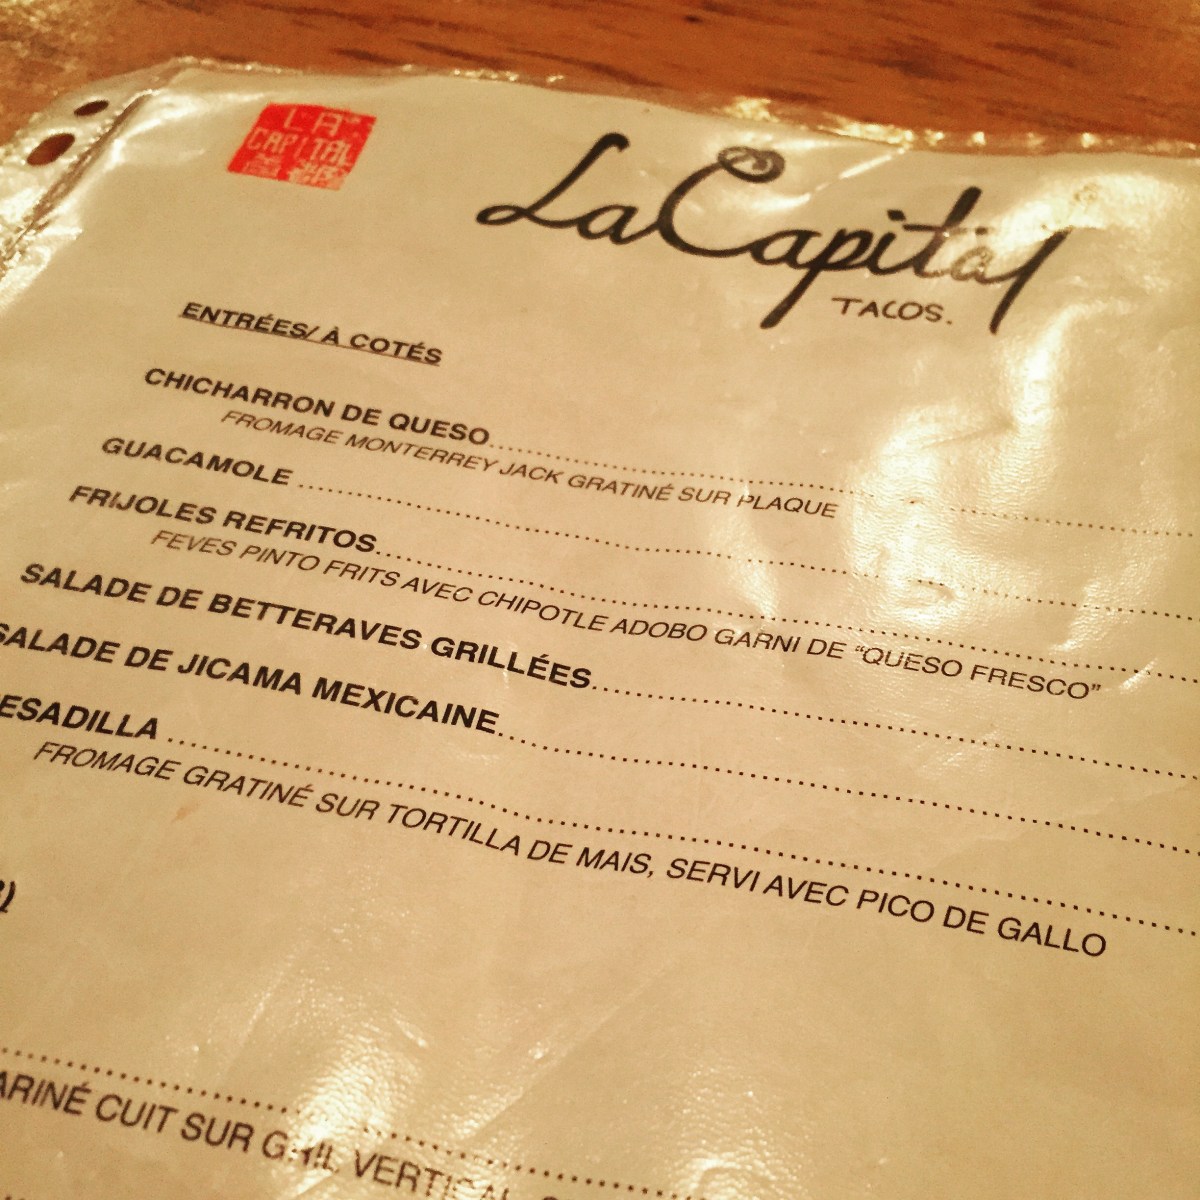 LA
CAPITAL
La Capital
TACOS.
ENTRÉES/ À COTÉS
CHICHARRON DE QUESO
FROMAGE MONTERREY JACK GRATINÉ SUR PLAQUE
GUACAMOLE
FRIJOLES REFRITOS
FEVES PINTO FRITS AVEC CHIPOTLE ADOBO GARNI DE “QUESO FRESCO”
SALADE DE BETTERAVES GRILLÉES
SALADE DE JICAMA MEXICAINE
ESADILLA
FROMAGE GRATINÉ SUR TORTILLA DE MAIS, SERVI AVEC PICO DE GALLO
ARINÉ CUIT SUR GRIL VERTICAL